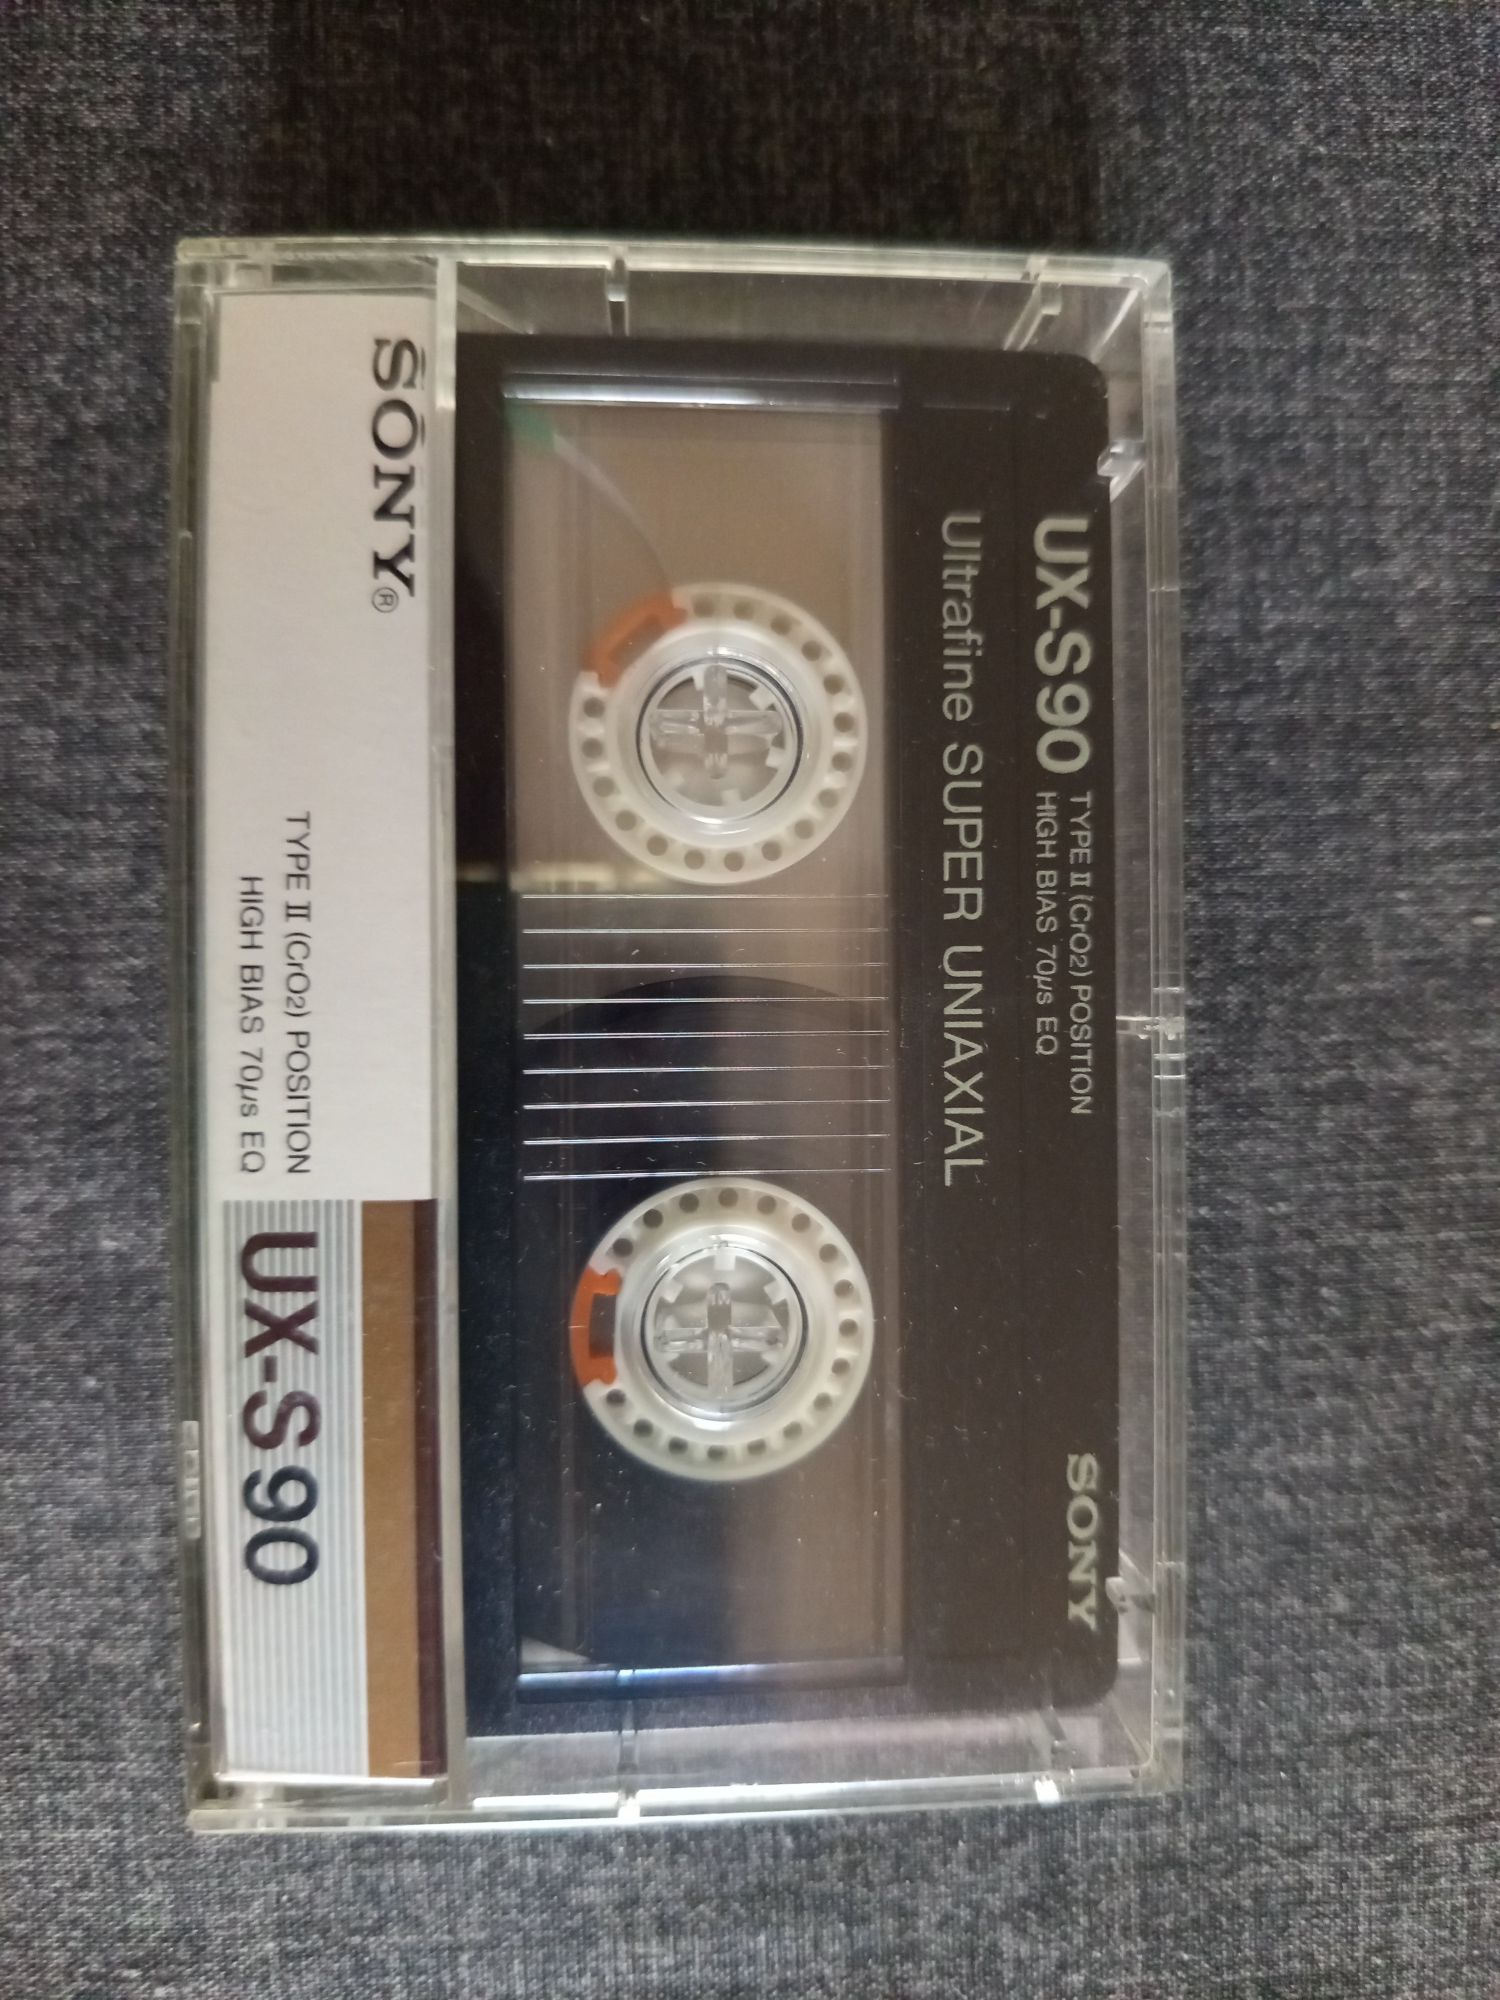 UX-S90 TYPE II (CrO2) POSITION
HIGH BIAS 70μs EQ
SONY
Ultrafine SUPER UNIAXIAL
SONY®
TYPE II (CrO2) POSITION
HIGH BIAS 70μs EQ
UX-S90